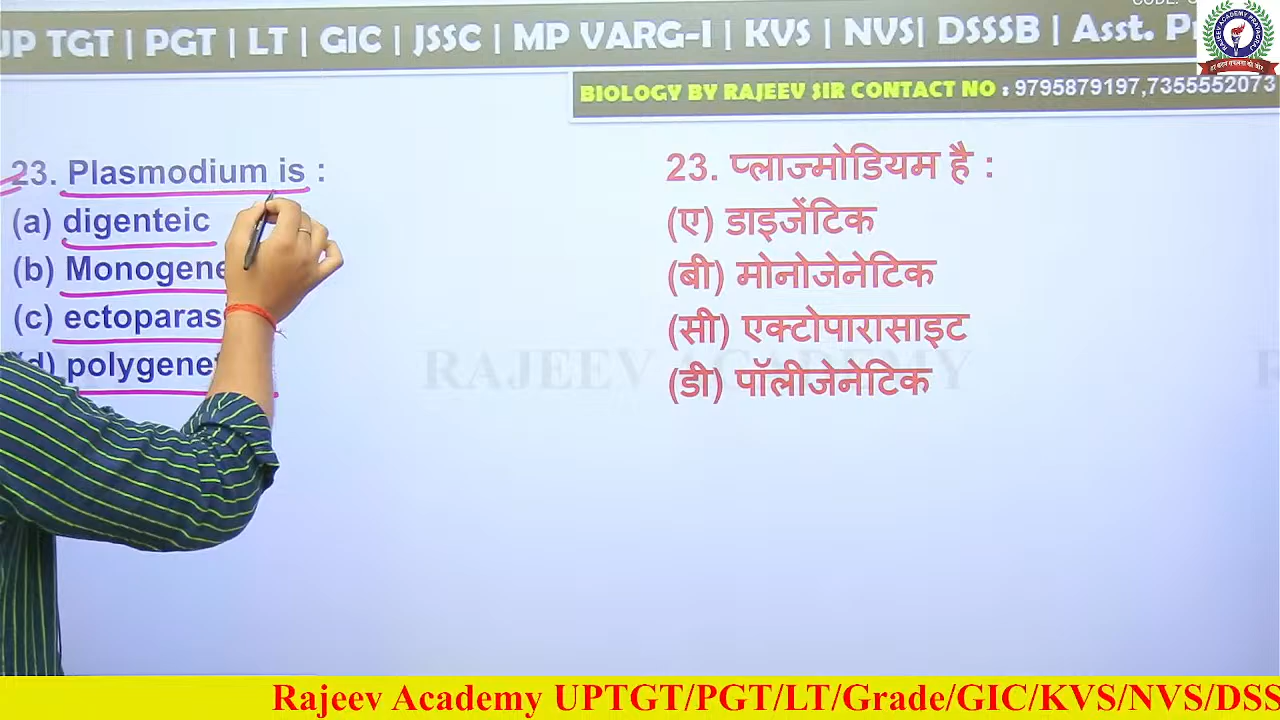 UP TGT | PGT | LT | GIC | JSSC | MP VARG-I | KVS | NVS| DSSSB | Asst.
BIOLOGY BY RAJEEV SIR CONTACT NO : 9795879197,7355552073
23. Plasmodium is :
(a) digenteic
(b) Monogene
(c) ectoparas
(d) polygenet
23. प्लाज्मोडियम है :
(ए) डाइजेंटिक
(बी) मोनोजेनेटिक
(सी) एक्टोपारासाइट
(डी) पॉलीजेनेटिक
RAJEEV ACADEMY
Rajeev Academy UPTGT/PGT/LT/Grade/GIC/KVS/NVS/DSS